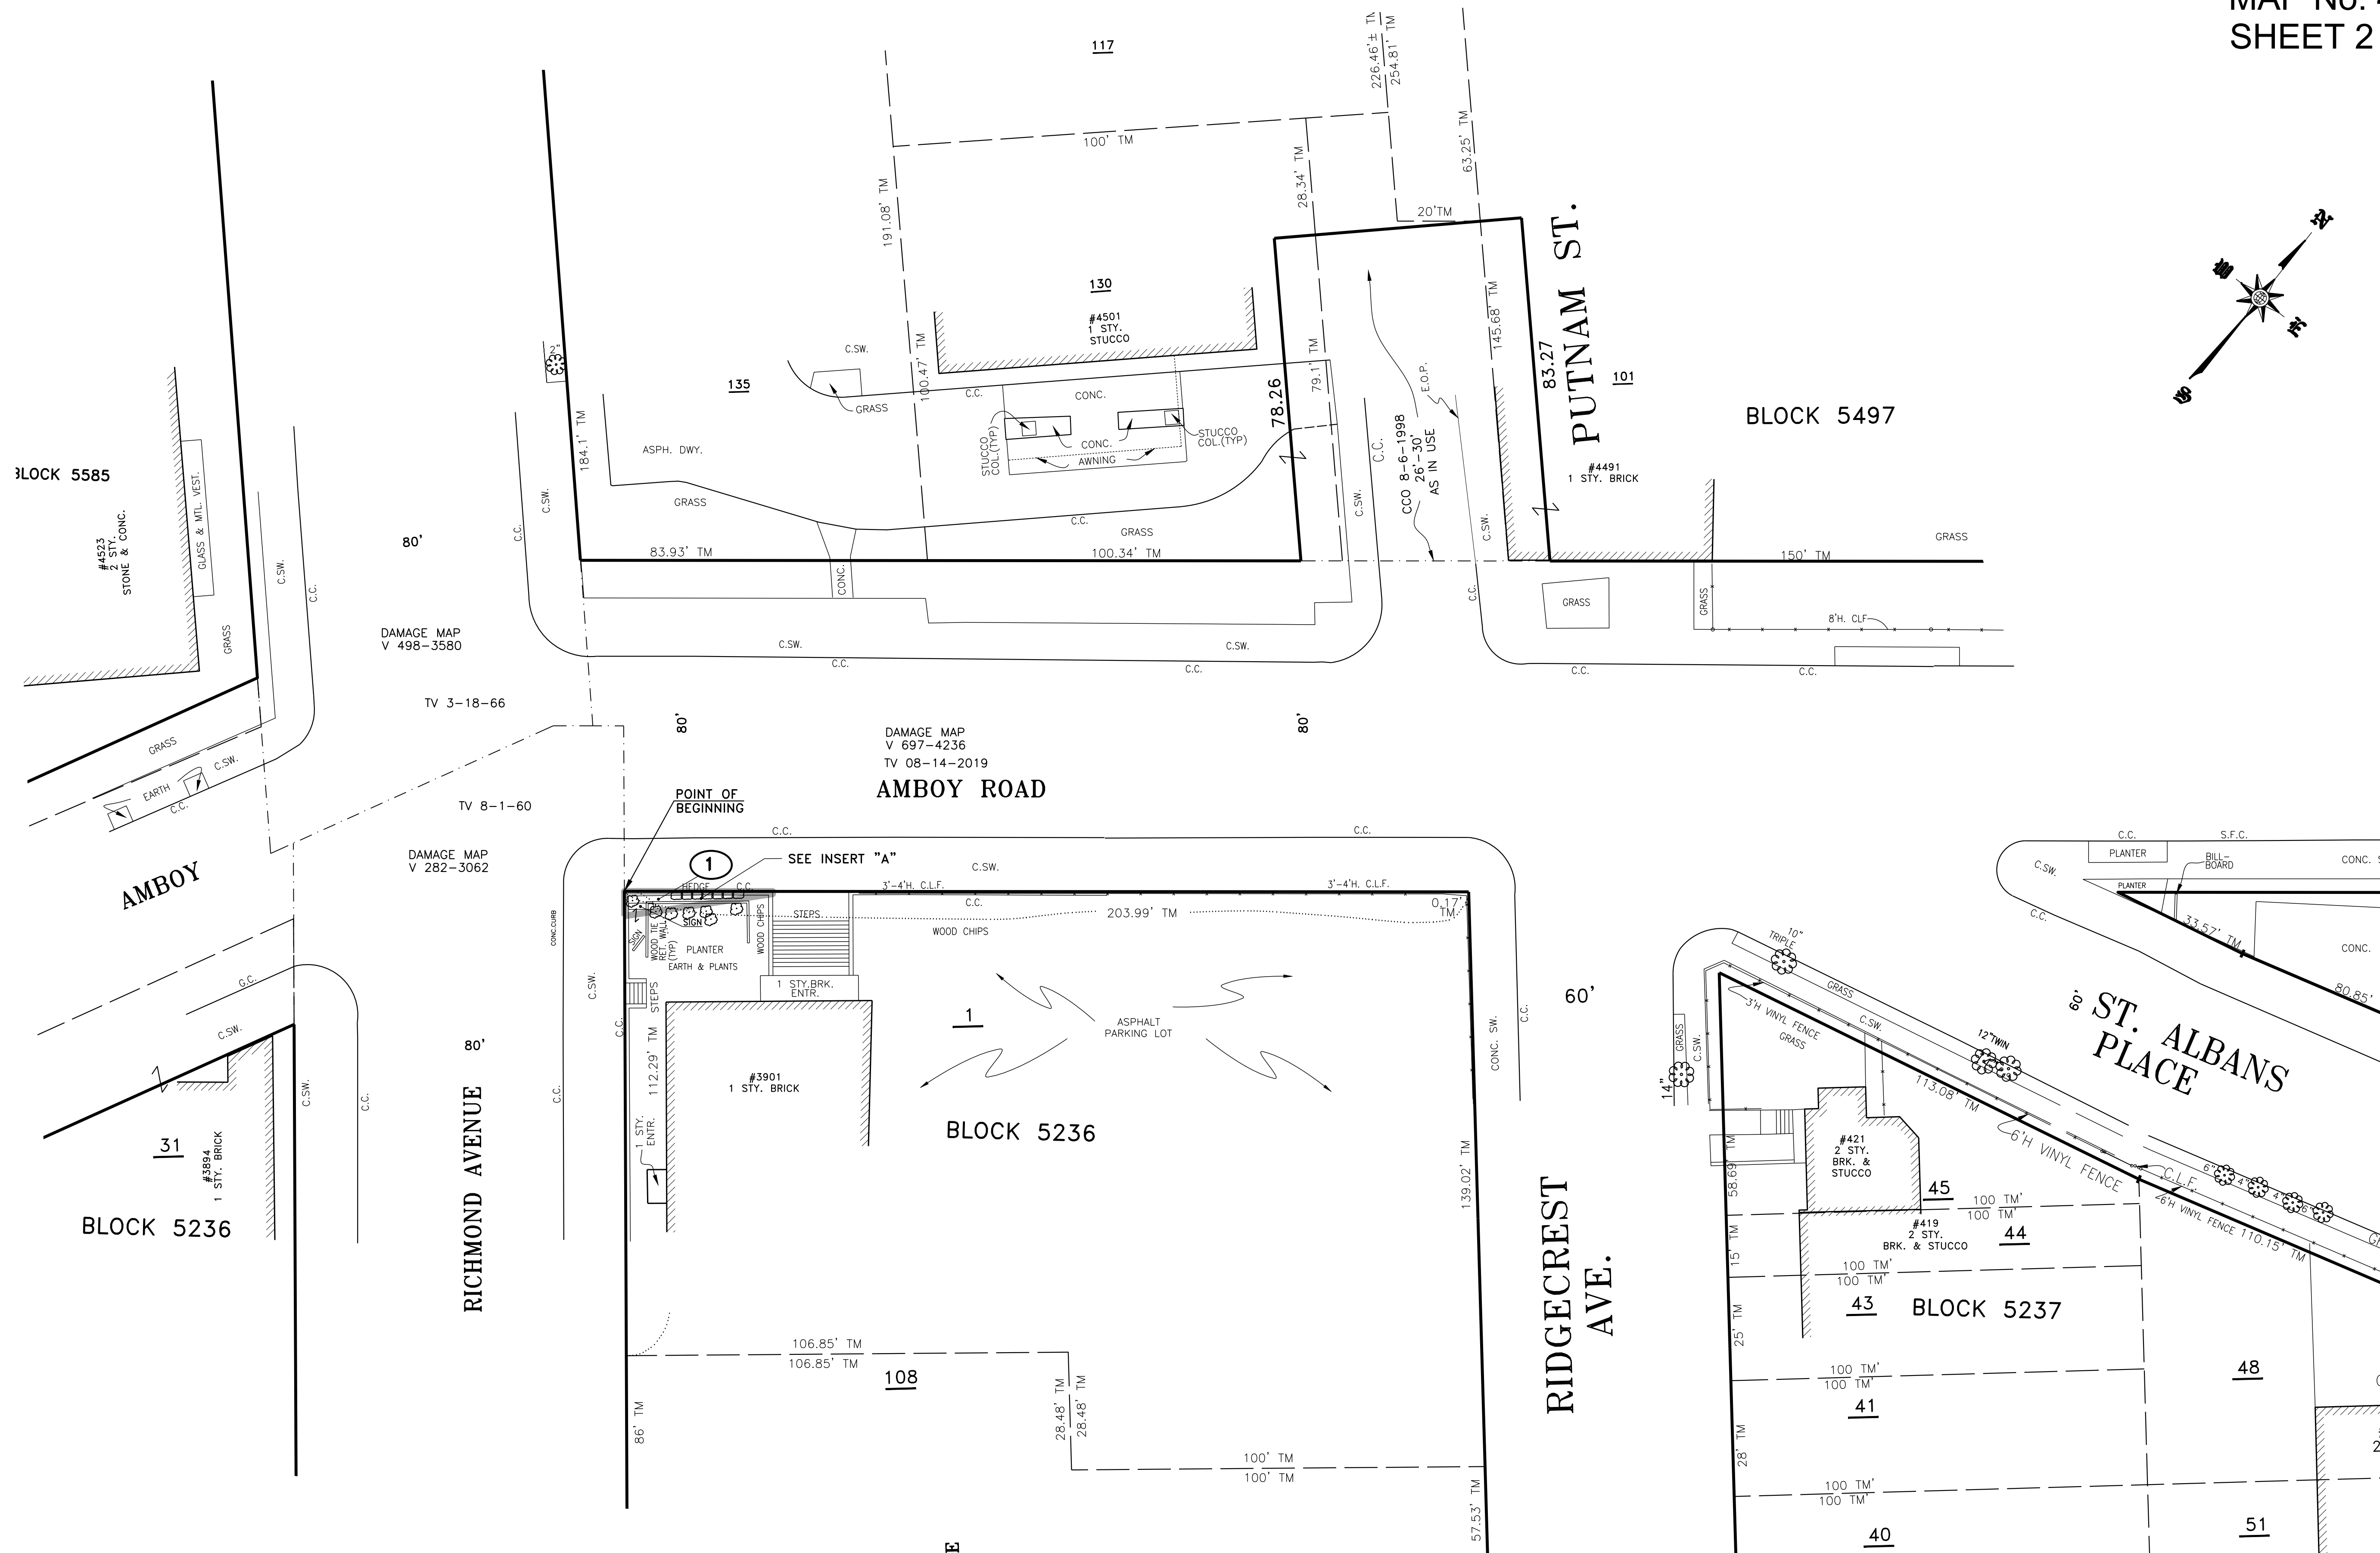 SHEET 2
117
226.46'± TM
254.81' TM
100' TM
63.25' TM
28.34' TM
191.08' TM
20'TM
PUTNAM ST.
N
W
E
S
130
#4501
1 STY.
STUCCO
C.SW.
2"
135
GRASS
100.47' TM
C.C.
CONC.
79.1' TM
78.26
145.68' TM
83.27
101
BLOCK 5497
E.O.P.
STUCCO
COL.(TYP)
CONC.
STUCCO
COL.(TYP)
AWNING
CCO 8-6-1998
26'-30'
AS IN USE
C.C.
#4491
1 STY. BRICK
184.1' TM
ASPH. DWY.
GRASS
BLOCK 5585
GLASS & MTL. VEST.
#4523
2 STY.
STONE & CONC.
C.SW.
C.C.
80'
C.C.
C.SW.
C.C.
GRASS
C.SW.
C.SW.
GRASS
83.93' TM
100.34' TM
150' TM
CONC.
C.C.
GRASS
GRASS
8'H. CLF
GRASS
DAMAGE MAP
V 498-3580
C.SW.
C.C.
C.SW.
C.C.
C.C.
C.C.
TV 3-18-66
80'
80'
DAMAGE MAP
V 697-4236
TV 08-14-2019
AMBOY ROAD
GRASS
C.SW.
EARTH
C.C.
TV 8-1-60
POINT OF
BEGINNING
C.C.
C.C.
DAMAGE MAP
V 282-3062
1
SEE INSERT "A"
C.SW.
AMBOY
HEDGE
C.C.
3'-4'H. C.L.F.
3'-4'H. C.L.F.
C.C.
203.99' TM
0.17'
TM
STEPS
SIGN
SIGN
WOOD TIE
RET. WALL
(TYP)
WOOD CHIPS
WOOD CHIPS
PLANTER
EARTH & PLANTS
CONC.CURB
C.SW.
1 STY.BRK.
ENTR.
STEPS
C.C.
112.29' TM
1
ASPHALT
PARKING LOT
60'
C.C.
CONC. SW.
C.C.
S.F.C.
PLANTER
BILL-
BOARD
C.SW.
PLANTER
C.C.
33.57' TM
CONC.
80.85'
60'
ST. ALBANS
PLACE
10"
TRIPLE
GRASS
3'H VINYL FENCE
C.SW.
GRASS
12"TWIN
GRASS
C.SW.
14"
113.08' TM
6'H VINYL FENCE
C.L.F.
6"
4"
4"
6"
6'H VINYL FENCE
110.15' TM
C.SW.
80'
C.SW.
C.C.
C.C.
#3901
1 STY. BRICK
BLOCK 5236
1 STY.
ENTR.
31
#3894
1 STY. BRICK
BLOCK 5236
RICHMOND AVENUE
139.02' TM
RIDGECREST
AVE.
58.69' TM
#421
2 STY.
BRK. &
STUCCO
45
100 TM'
100 TM'
#419
2 STY.
BRK. & STUCCO
44
15' TM
100 TM'
100 TM'
43
BLOCK 5237
25' TM
100 TM'
100 TM'
41
48
28' TM
100 TM'
100 TM'
40
51
106.85' TM
106.85' TM
108
28.48' TM
28.48' TM
86' TM
100' TM
100' TM
57.53' TM